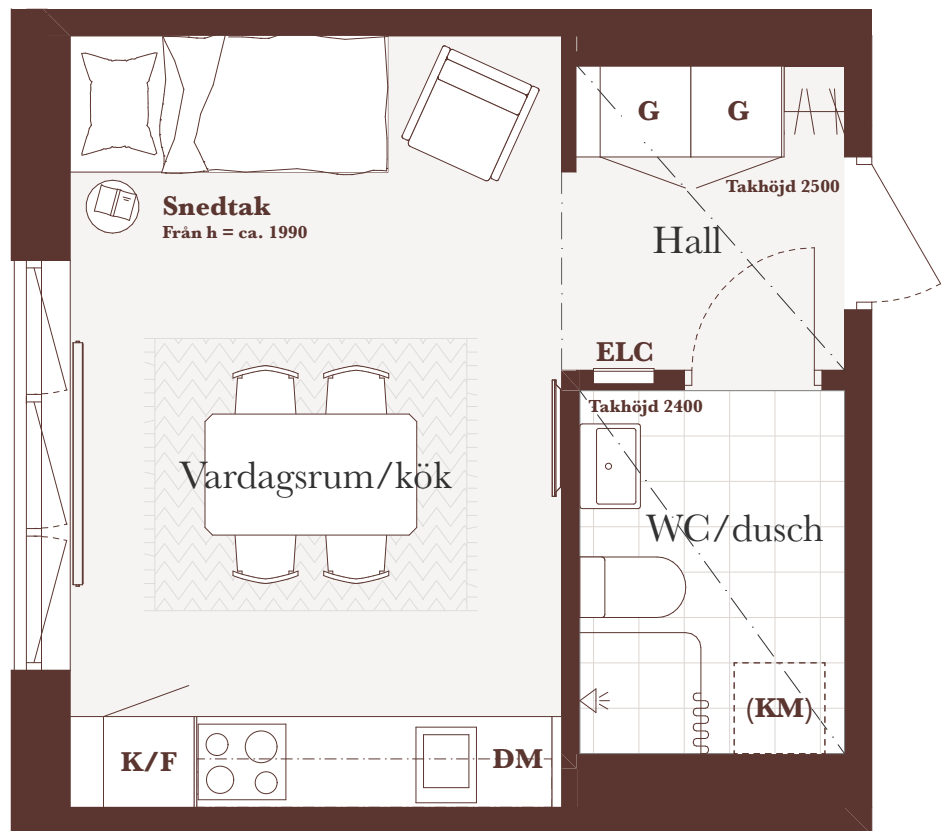 G G
Takhöjd 2500
Snedtak
Från h = ca. 1990
Hall
ELC
Takhöjd 2400
Vardagsrum/kök
WC/dusch
(KM)
K/F DM